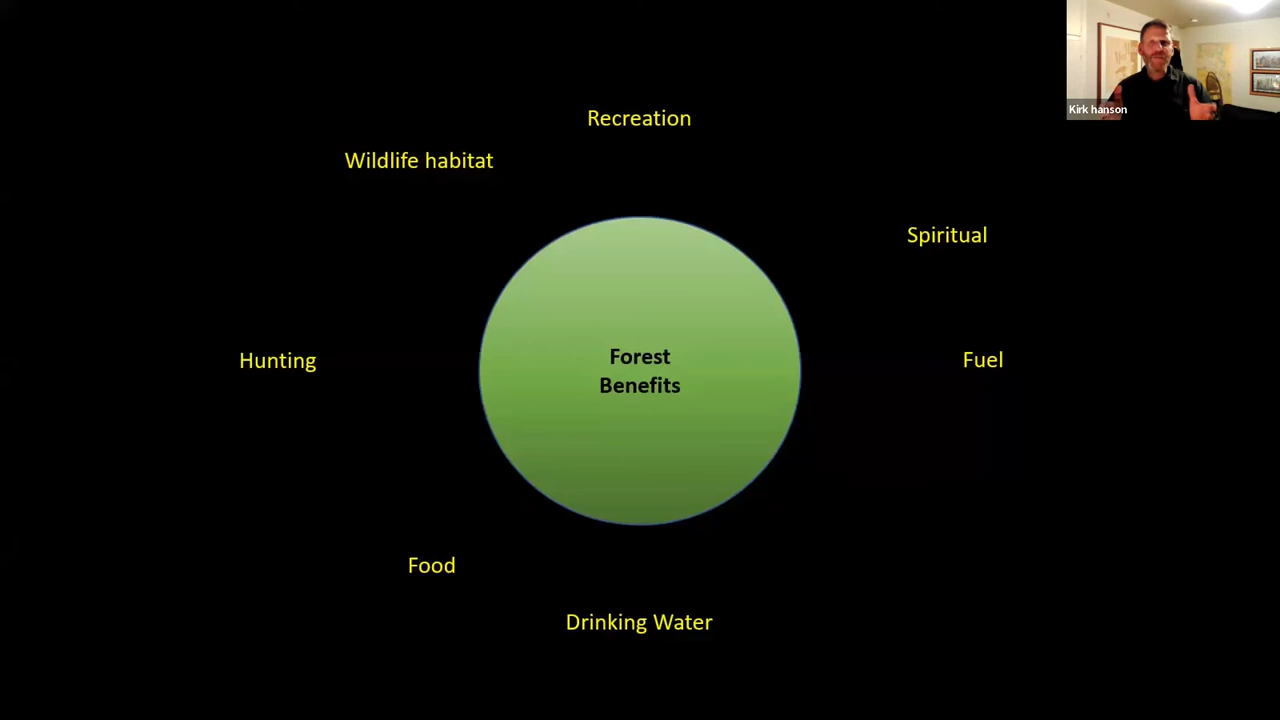 Kirk hanson
Recreation
Wildlife habitat
Spiritual
Hunting
Forest
Benefits
Fuel
Food
Drinking Water